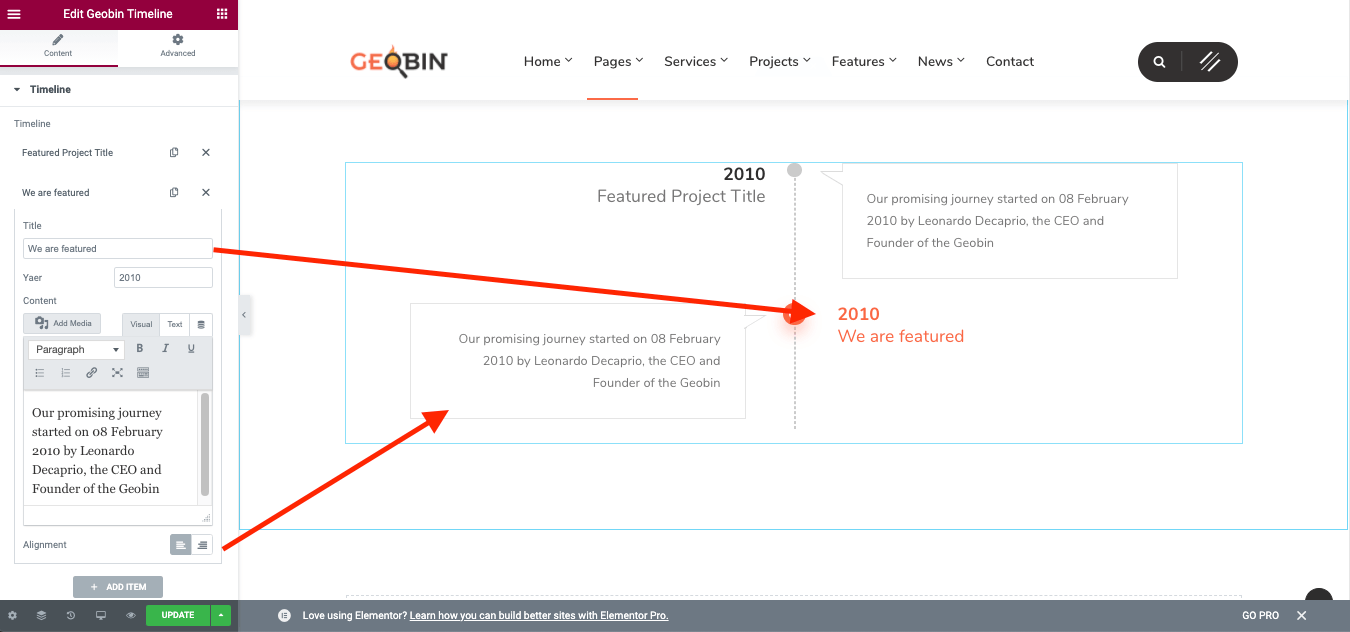 Edit Geobin Timeline
Content
Advanced
Timeline
Timeline
Featured Project Title
We are featured
Title
We are featured
Yaer
2010
Content
Add Media
Visual
Text
Paragraph
B I U
Our promising journey
started on 08 February
2010 by Leonardo
Decaprio, the CEO and
Founder of the Geobin
Alignment
+ ADD ITEM
UPDATE
GEOBIN
Home Pages Services Projects Features News Contact
2010
Featured Project Title
Our promising journey started on 08 February
2010 by Leonardo Decaprio, the CEO and
Founder of the Geobin
Our promising journey started on 08 February
2010 by Leonardo Decaprio, the CEO and
Founder of the Geobin
2010
We are featured
Love using Elementor? Learn how you can build better sites with Elementor Pro.
GO PRO